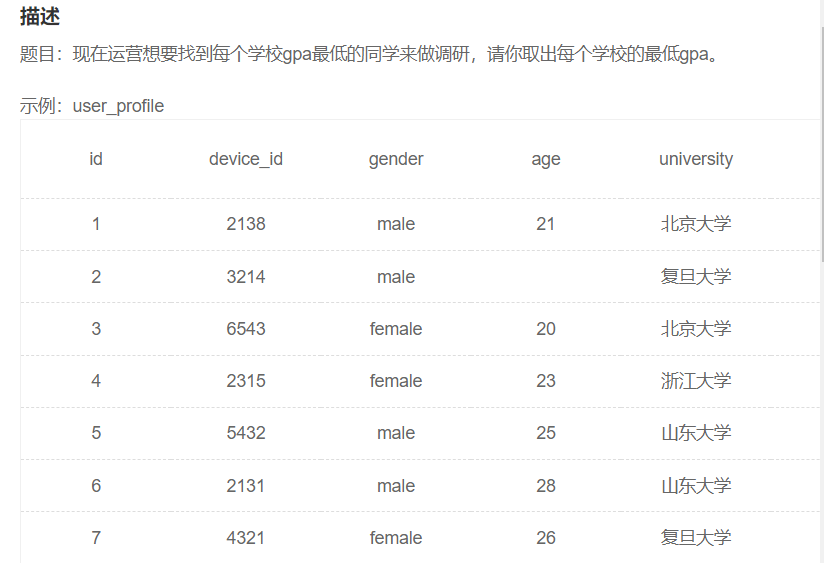 描述
题目：现在运营想要找到每个学校gpa最低的同学来做调研，请你取出每个学校的最低gpa。
示例：user_profile
id device_id gender age university
1 2138 male 21 北京大学
2 3214 male 复旦大学
3 6543 female 20 北京大学
4 2315 female 23 浙江大学
5 5432 male 25 山东大学
6 2131 male 28 山东大学
7 4321 female 26 复旦大学